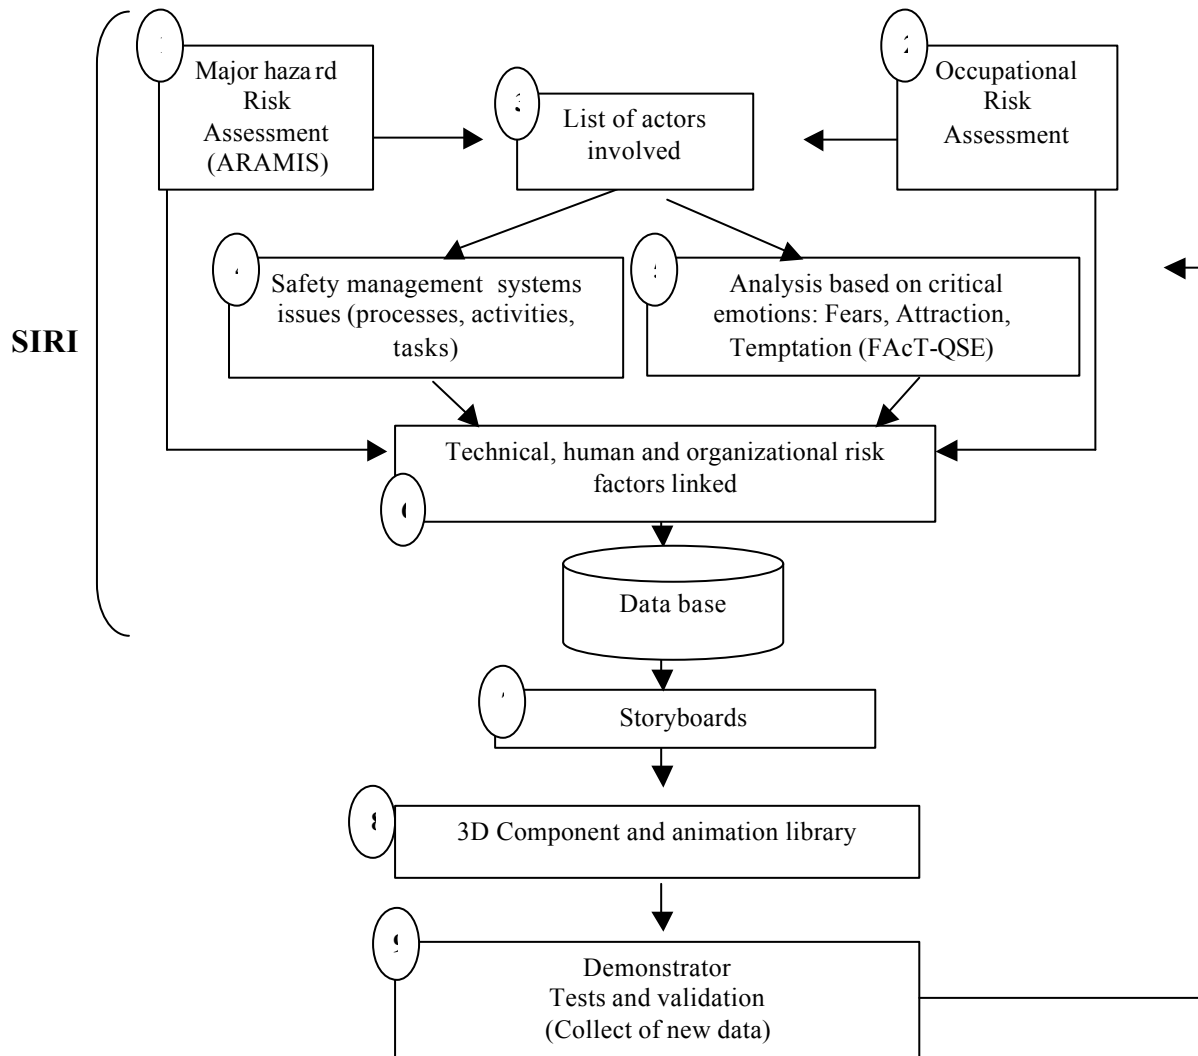 Major haza rd
Risk
Assessment
(ARAMIS)
Occupational
Risk
Assessment
List of actors
involved
Safety management systems
issues (processes, activities,
tasks)
Analysis based on critical
emotions: Fears, Attraction,
Temptation (FAcT-QSE)
SIRI
Technical, human and organizational risk
factors linked
Data base
Storyboards
8
3D Component and animation library
9
Demonstrator
Tests and validation
(Collect of new data)